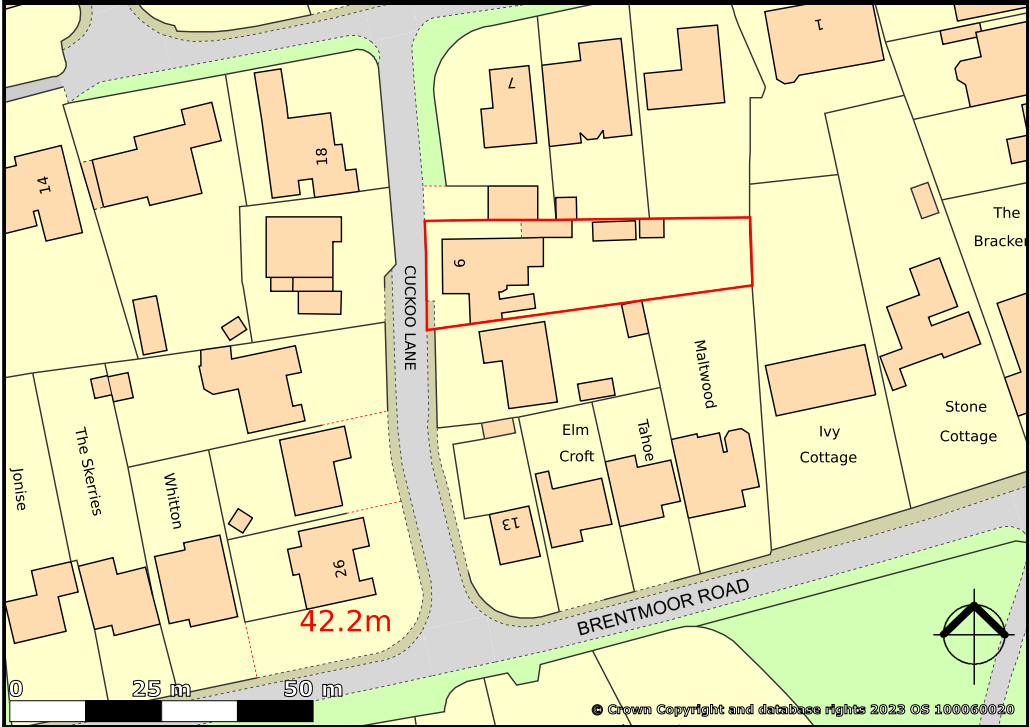 1
7
14
18
The
Bracken
9
CUCKOO LANE
Maltwood
Stone
Cottage
Ivy
Cottage
Elm
Croft
Tahoe
The Skerries
Jonise
Whitton
13
26
BRENTMOOR ROAD
42.2m
0 25 m 50 m
© Crown Copyright and database rights 2023 OS 100060020